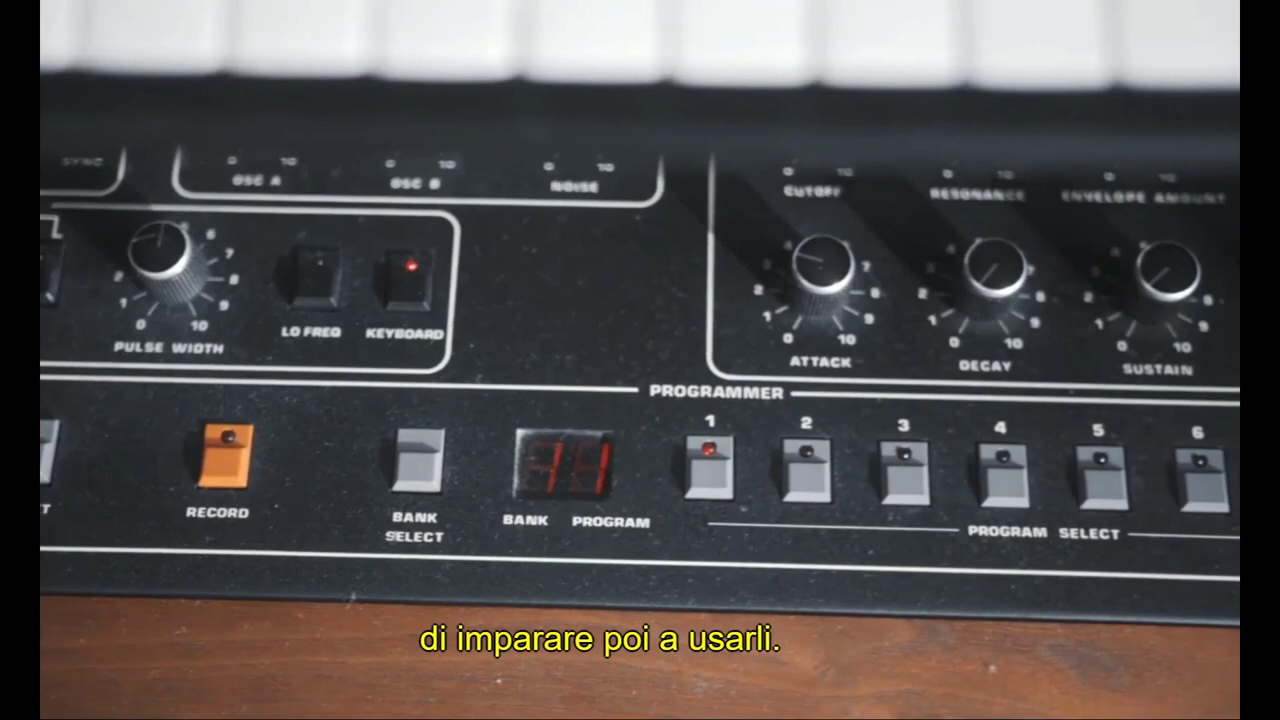 SYNC
0 10 0 10 0 10
OSC A OSC B NOISE
0 10 0 10 0 10
CUTOFF RESONANCE ENVELOPE AMOUNT
0 1 2 6 7 8 9 10
PULSE WIDTH
LO FREQ KEYBOARD
0 1 2 4 7 8 9 10
ATTACK
0 1 2 7 8 9 10
DECAY
0 1 2 8 9 10
SUSTAIN
PROGRAMMER
1 2 3 4 5 6
T
RECORD
BANK
SELECT
11
BANK PROGRAM
PROGRAM SELECT
di imparare poi a usarli.